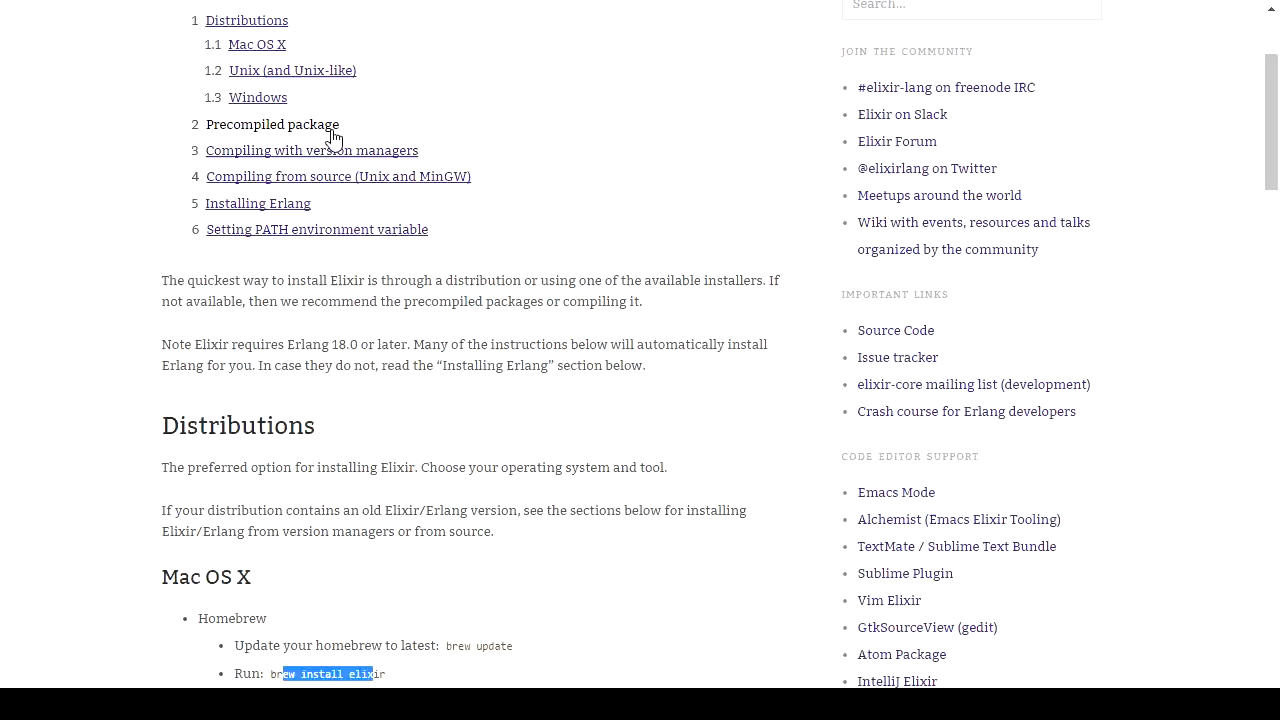 1 Distributions
1.1 Mac OS X
1.2 Unix (and Unix-like)
1.3 Windows
2 Precompiled package
3 Compiling with version managers
4 Compiling from source (Unix and MinGW)
5 Installing Erlang
6 Setting PATH environment variable
The quickest way to install Elixir is through a distribution or using one of the available installers. If
not available, then we recommend the precompiled packages or compiling it.
Note Elixir requires Erlang 18.0 or later. Many of the instructions below will automatically install
Erlang for you. In case they do not, read the “Installing Erlang” section below.
Distributions
The preferred option for installing Elixir. Choose your operating system and tool.
If your distribution contains an old Elixir/Erlang version, see the sections below for installing
Elixir/Erlang from version managers or from source.
Mac OS X
• Homebrew
• Update your homebrew to latest: brew update
• Run: brew install elixir
Search...
JOIN THE COMMUNITY
• #elixir-lang on freenode IRC
• Elixir on Slack
• Elixir Forum
• @elixirlang on Twitter
• Meetups around the world
• Wiki with events, resources and talks
organized by the community
IMPORTANT LINKS
• Source Code
• Issue tracker
• elixir-core mailing list (development)
• Crash course for Erlang developers
CODE EDITOR SUPPORT
• Emacs Mode
• Alchemist (Emacs Elixir Tooling)
• TextMate / Sublime Text Bundle
• Sublime Plugin
• Vim Elixir
• GtkSourceView (gedit)
• Atom Package
• IntelliJ Elixir